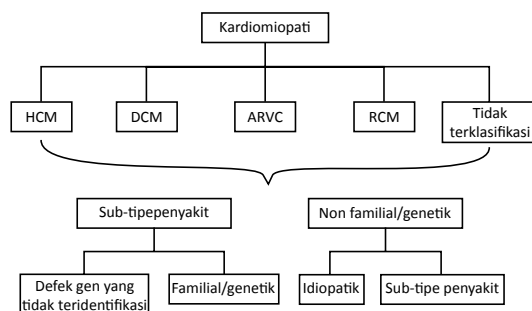 Kardiomiopati
HCM
DCM
ARVC
RCM
Tidak
terklasifikasi
Sub-tipepenyakit
Non familial/genetik
Defek gen yang
tidak teridentifikasi
Familial/genetik
Idiopatik
Sub-tipe penyakit